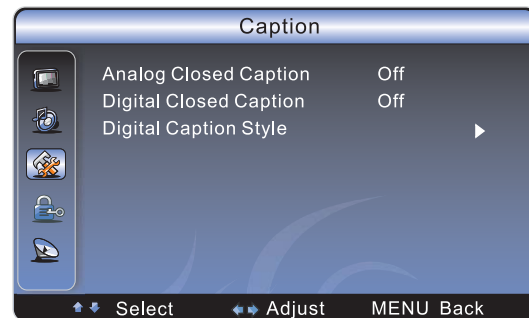 Caption
Analog Closed Caption Off
Digital Closed Caption Off
Digital Caption Style
Select Adjust MENU Back